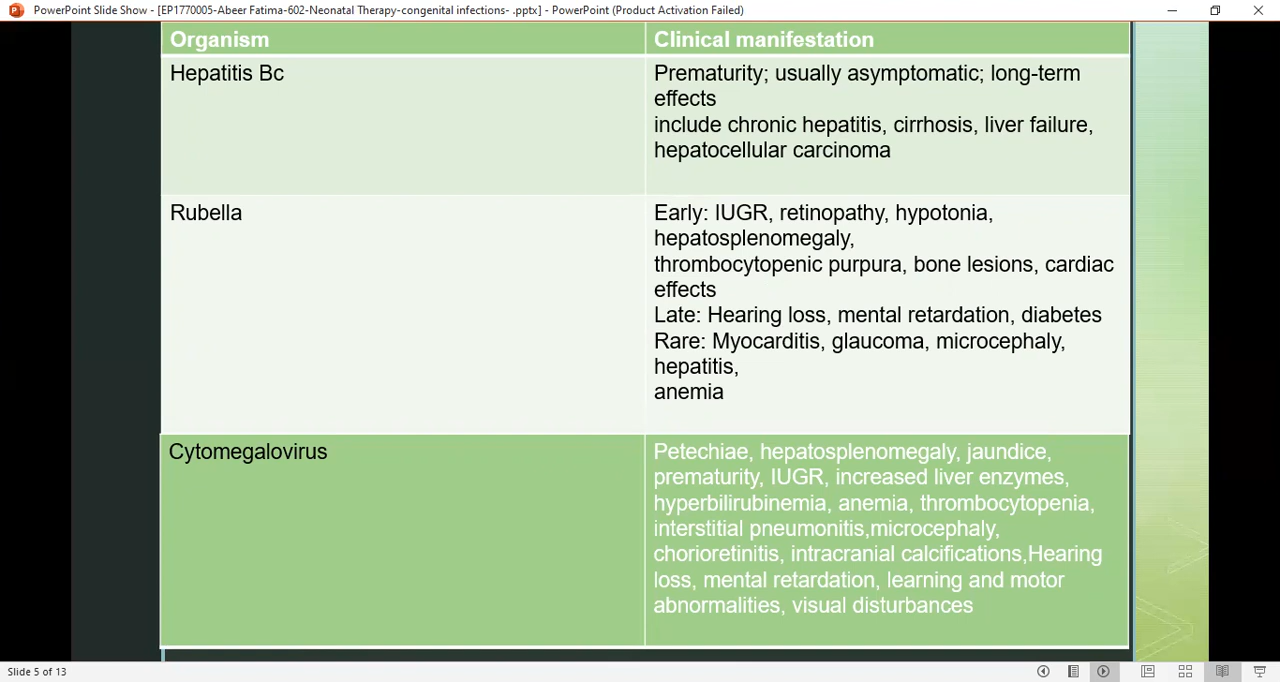 PowerPoint Slide Show - [EP1770005-Abeer Fatima-602-Neonatal Therapy-congenital infections- .pptx] - PowerPoint (Product Activation Failed)
Organism
Clinical manifestation
Hepatitis Bc
Prematurity; usually asymptomatic; long-term
effects
include chronic hepatitis, cirrhosis, liver failure,
hepatocellular carcinoma
Rubella
Early: IUGR, retinopathy, hypotonia,
hepatosplenomegaly,
thrombocytopenic purpura, bone lesions, cardiac
effects
Late: Hearing loss, mental retardation, diabetes
Rare: Myocarditis, glaucoma, microcephaly,
hepatitis,
anemia
Cytomegalovirus
Petechiae, hepatosplenomegaly, jaundice,
prematurity, IUGR, increased liver enzymes,
hyperbilirubinemia, anemia, thrombocytopenia,
interstitial pneumonitis,microcephaly,
chorioretinitis, intracranial calcifications,Hearing
loss, mental retardation, learning and motor
abnormalities, visual disturbances
Slide 5 of 13